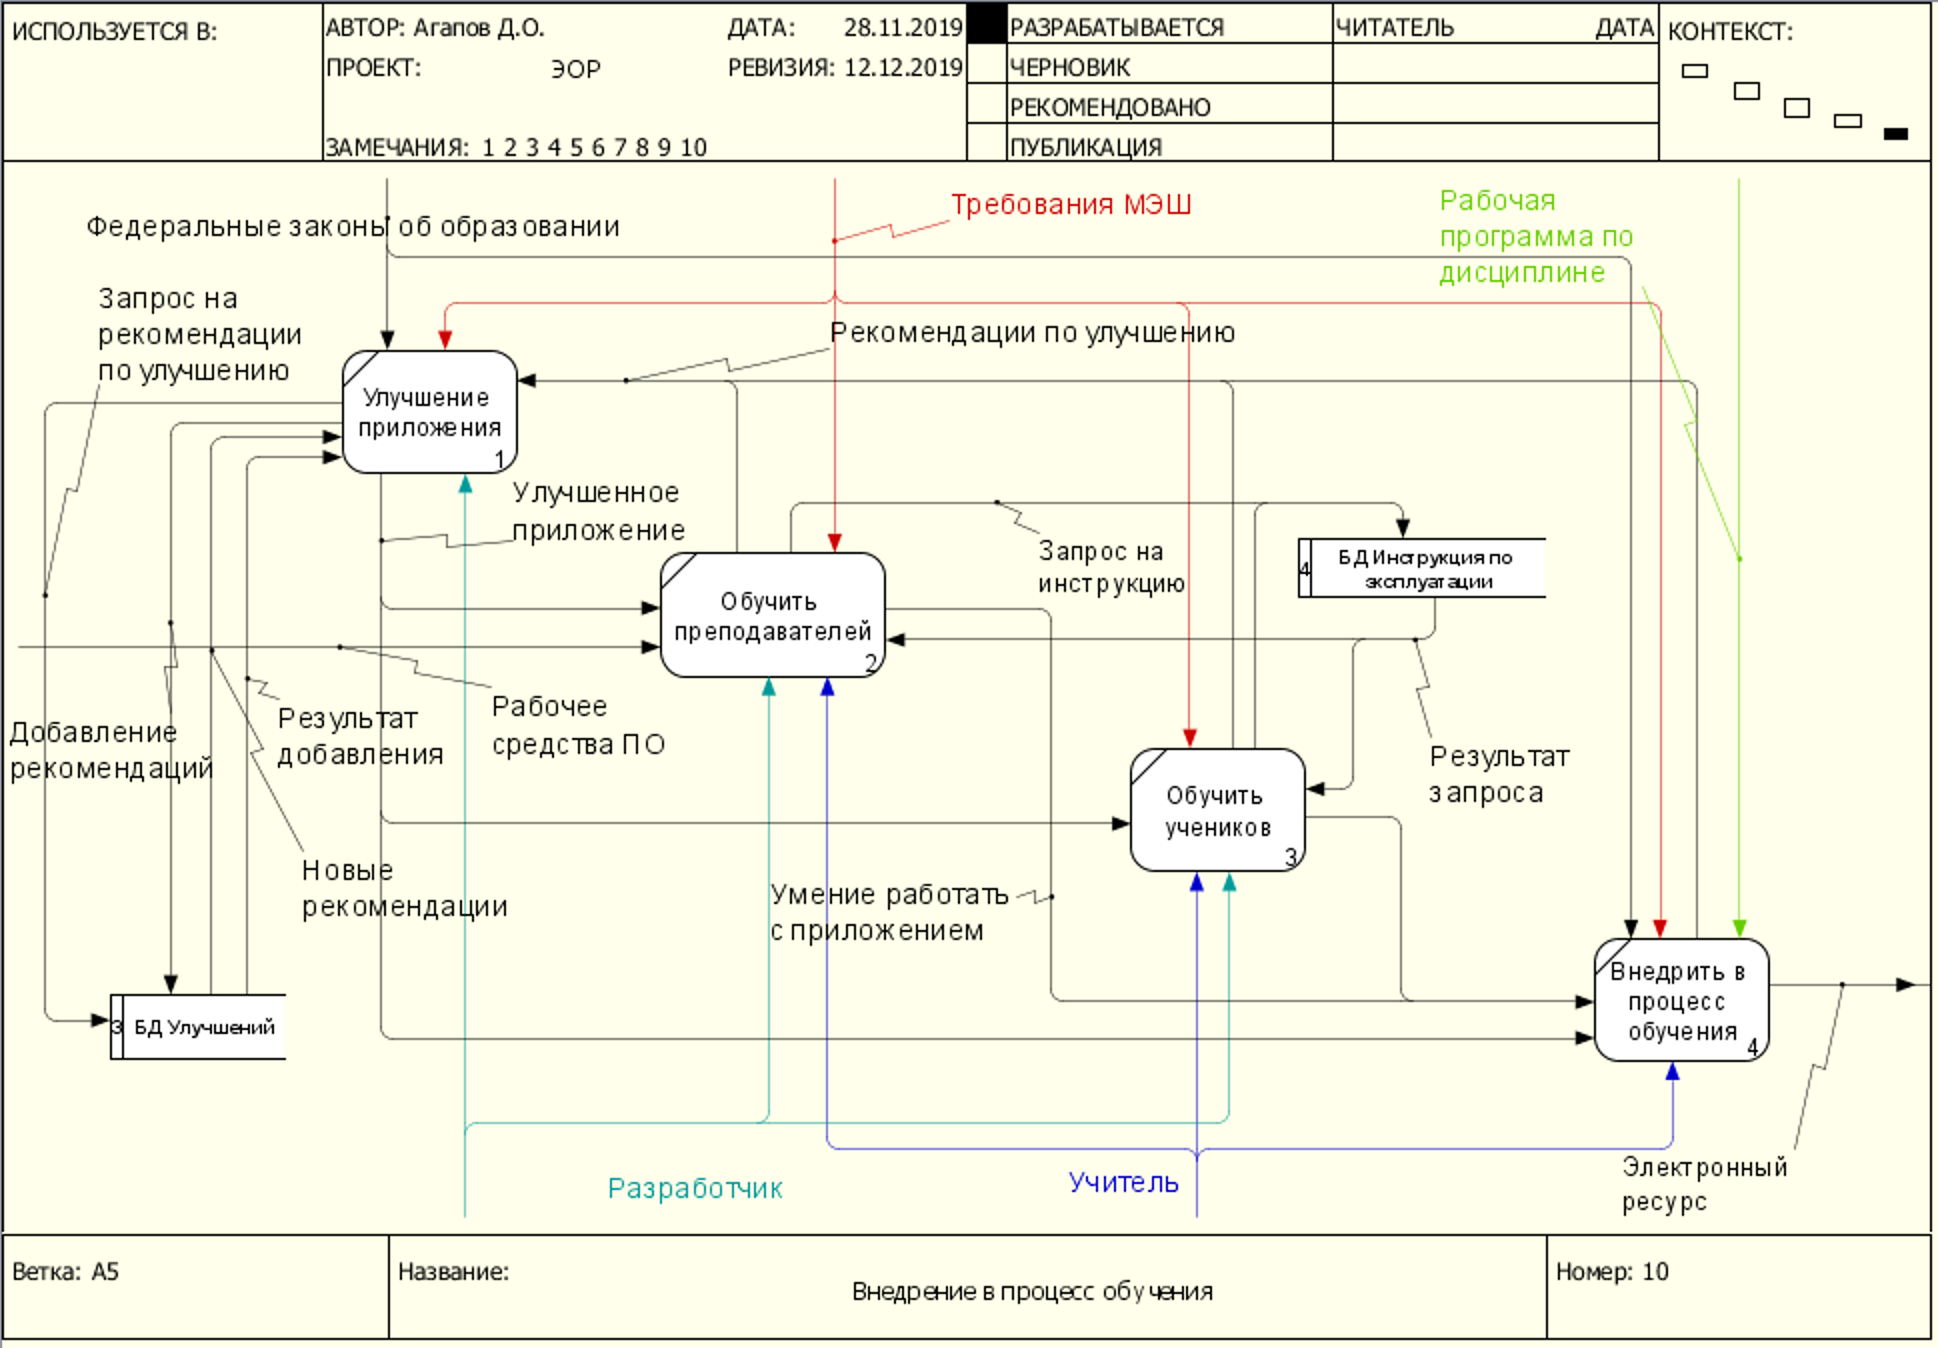 ИСПОЛЬЗУЕТСЯ В:
АВТОР: Агапов Д.О.
ДАТА: 28.11.2019
ПРОЕКТ: ЭОР
РЕВИЗИЯ: 12.12.2019
ЗАМЕЧАНИЯ: 1 2 3 4 5 6 7 8 9 10
РАЗРАБАТЫВАЕТСЯ
ЧЕРНОВИК
РЕКОМЕНДОВАНО
ПУБЛИКАЦИЯ
ЧИТАТЕЛЬ ДАТА
КОНТЕКСТ:
Федеральные законы об образовании
Требования МЭШ
Рабочая
программа по
дисциплине
Запрос на
рекомендации
по улучшению
Рекомендации по улучшению
Улучшение
приложения
1
Улучшенное
приложение
Запрос на
инструкцию
4
БД Инструкция по
эксплуатации
Обучить
преподавателей
2
Рабочее
средства ПО
Добавление
рекомендаций
Результат
добавления
Результат
запроса
Обучить
учеников
3
Новые
рекомендации
Умение работать
с приложением
3
БД Улучшений
Внедрить в
процесс
обучения
4
Разработчик
Учитель
Электронный
ресурс
Ветка: A5
Название:
Внедрение в процесс обучения
Номер: 10